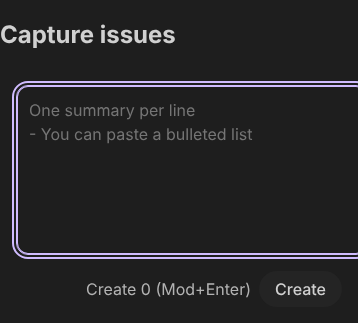 Capture issues
One summary per line
- You can paste a bulleted list
Create 0 (Mod+Enter) Create